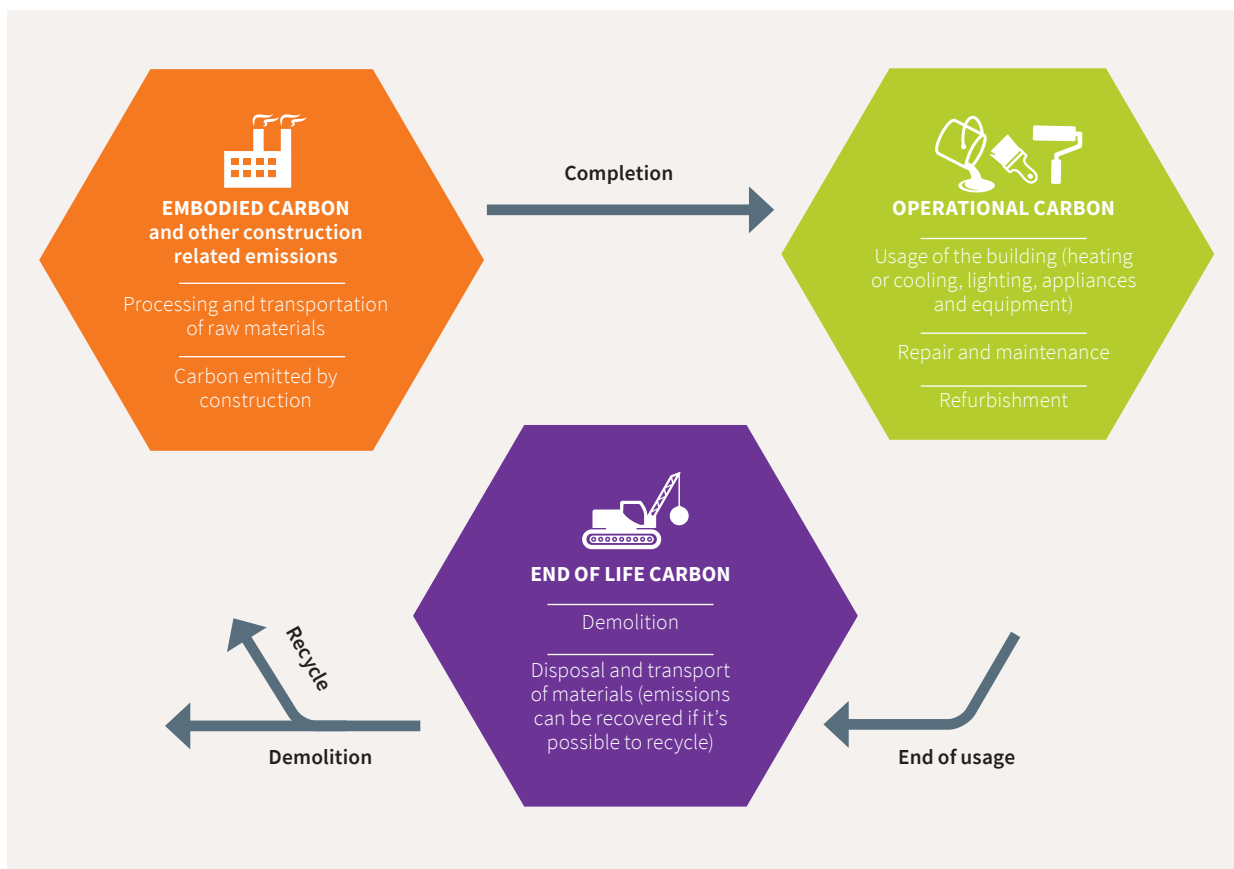 EMBODIED CARBON
and other construction
related emissions
Processing and transportation
of raw materials
Carbon emitted by
construction
Completion
OPERATIONAL CARBON
Usage of the building (heating
or cooling, lighting, appliances
and equipment)
Repair and maintenance
Refurbishment
END OF LIFE CARBON
Demolition
Disposal and transport
of materials (emissions
can be recovered if it’s
possible to recycle)
End of usage
Recycle
Demolition